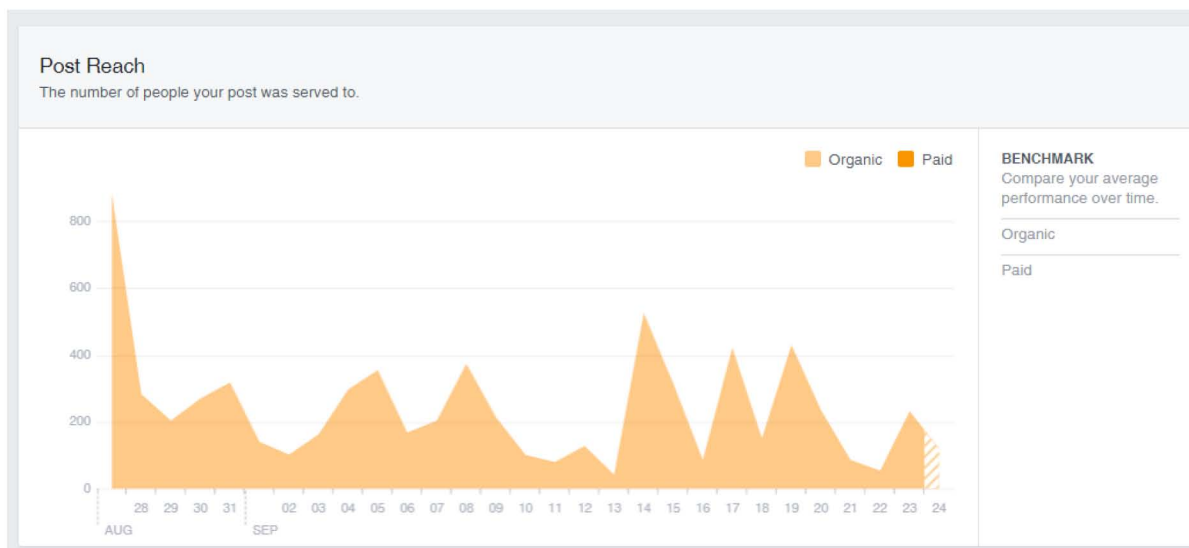 Post Reach
The number of people your post was served to.
Organic Paid
BENCHMARK
Compare your average
performance over time.
Organic
Paid
800
600
400
200
0
28 29 30 31 02 03 04 05 06 07 08 09 10 11 12 13 14 15 16 17 18 19 20 21 22 23 24
AUG SEP